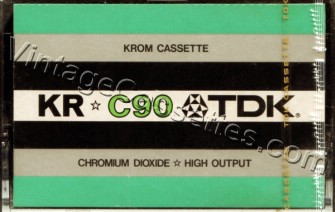 KROM CASSETTE
KR ☆ C90 TDK®
CHROMIUM DIOXIDE ☆ HIGH OUTPUT
VintageCassettes.com